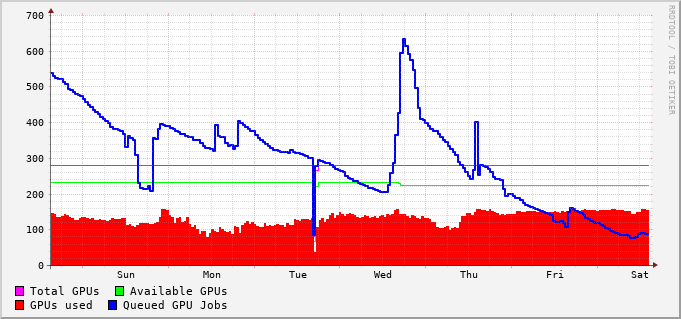 700
600
500
400
300
200
100
0
Sun Mon Tue Wed Thu Fri Sat
Total GPUs Available GPUs
GPUs used Queued GPU Jobs
RRDTOOL / TOBI OETIKER